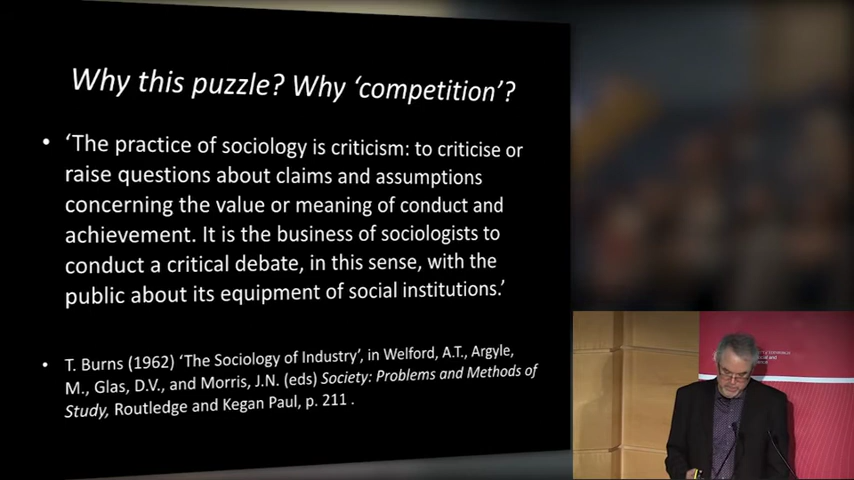 Why this puzzle? Why ‘competition’?
• ‘The practice of sociology is criticism: to criticise or
raise questions about claims and assumptions
concerning the value or meaning of conduct and
achievement. It is the business of sociologists to
conduct a critical debate, in this sense, with the
public about its equipment of social institutions.’
• T. Burns (1962) ‘The Sociology of Industry’, in Welford, A.T., Argyle,
M., Glas, D.V., and Morris, J.N. (eds) Society: Problems and Methods of
Study, Routledge and Kegan Paul, p. 211 .